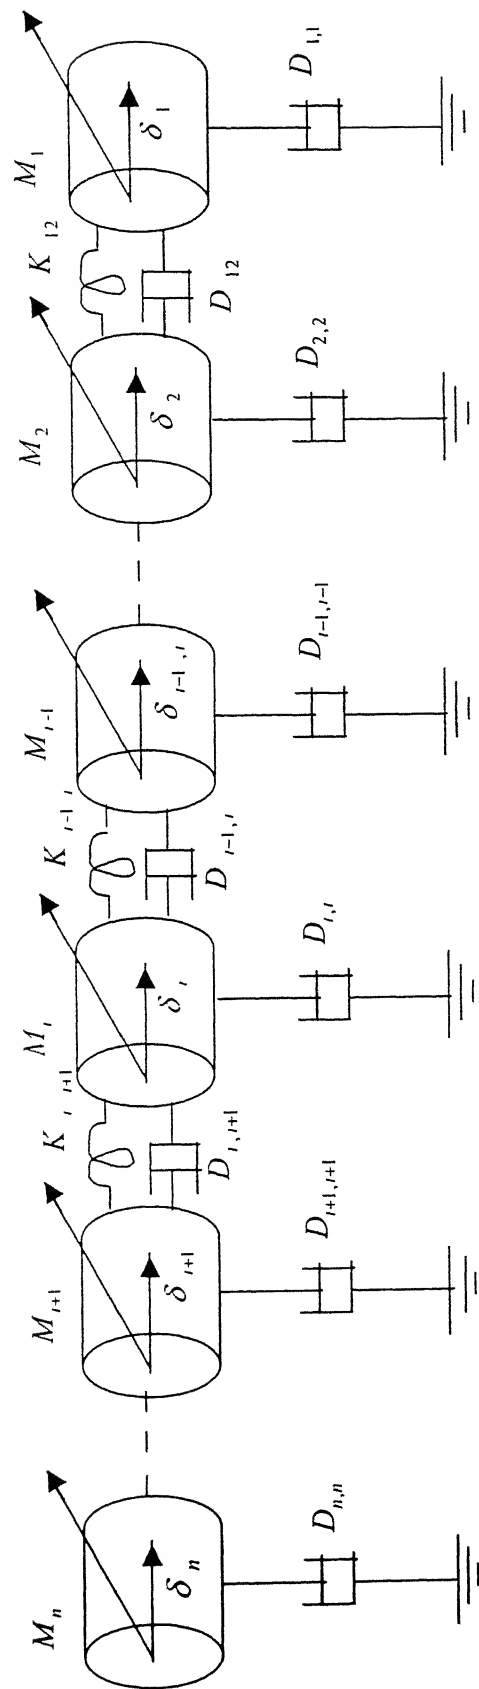 M_n
M_{i+1}
K_{i i+1}
M_i
K_{i-1 i}
M_{i-1}
M_2
K_{12}
M_1
δ_n
δ_{i+1}
D_{i,i+1}
δ_i
D_{i-1,i}
δ_{i-1,i}
δ_2
D_{12}
δ_1
D_{n,n}
D_{i+1,i+1}
D_{i,i}
D_{i-1,i-1}
D_{2,2}
D_{1,1}